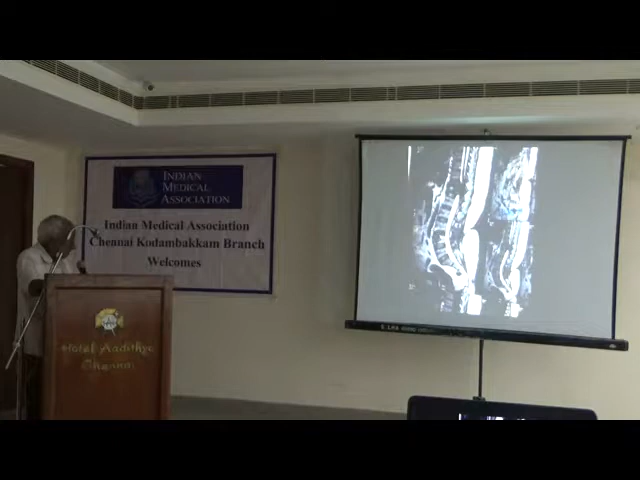 INDIAN
MEDICAL
ASSOCIATION
Indian Medical Association
Chennai Kodambakkam Branch
Welcomes
Hotel Aadithya
Chennai